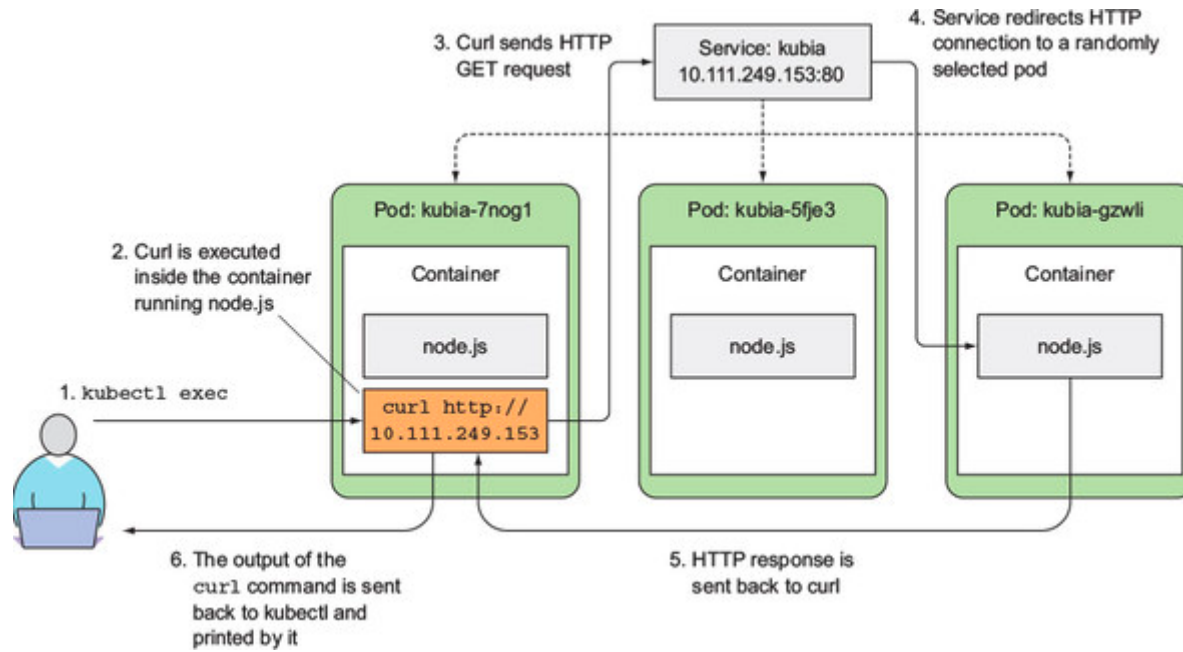 3. Curl sends HTTP
GET request
Service: kubia
10.111.249.153:80
4. Service redirects HTTP
connection to a randomly
selected pod
Pod: kubia-7nog1
Pod: kubia-5fje3
Pod: kubia-gzwli
2. Curl is executed
inside the container
running node.js
Container
Container
Container
node.js
node.js
node.js
1. kubectl exec
curl http://
10.111.249.153
6. The output of the
curl command is sent
back to kubectl and
printed by it
5. HTTP response is
sent back to curl